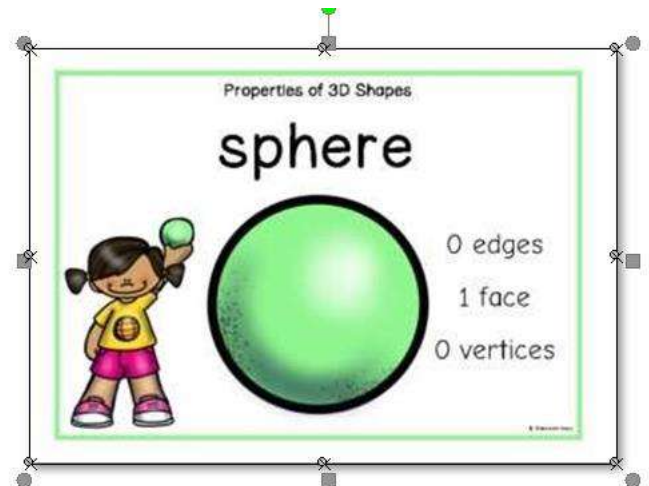 Properties of 3D Shapes
sphere
0 edges
1 face
0 vertices